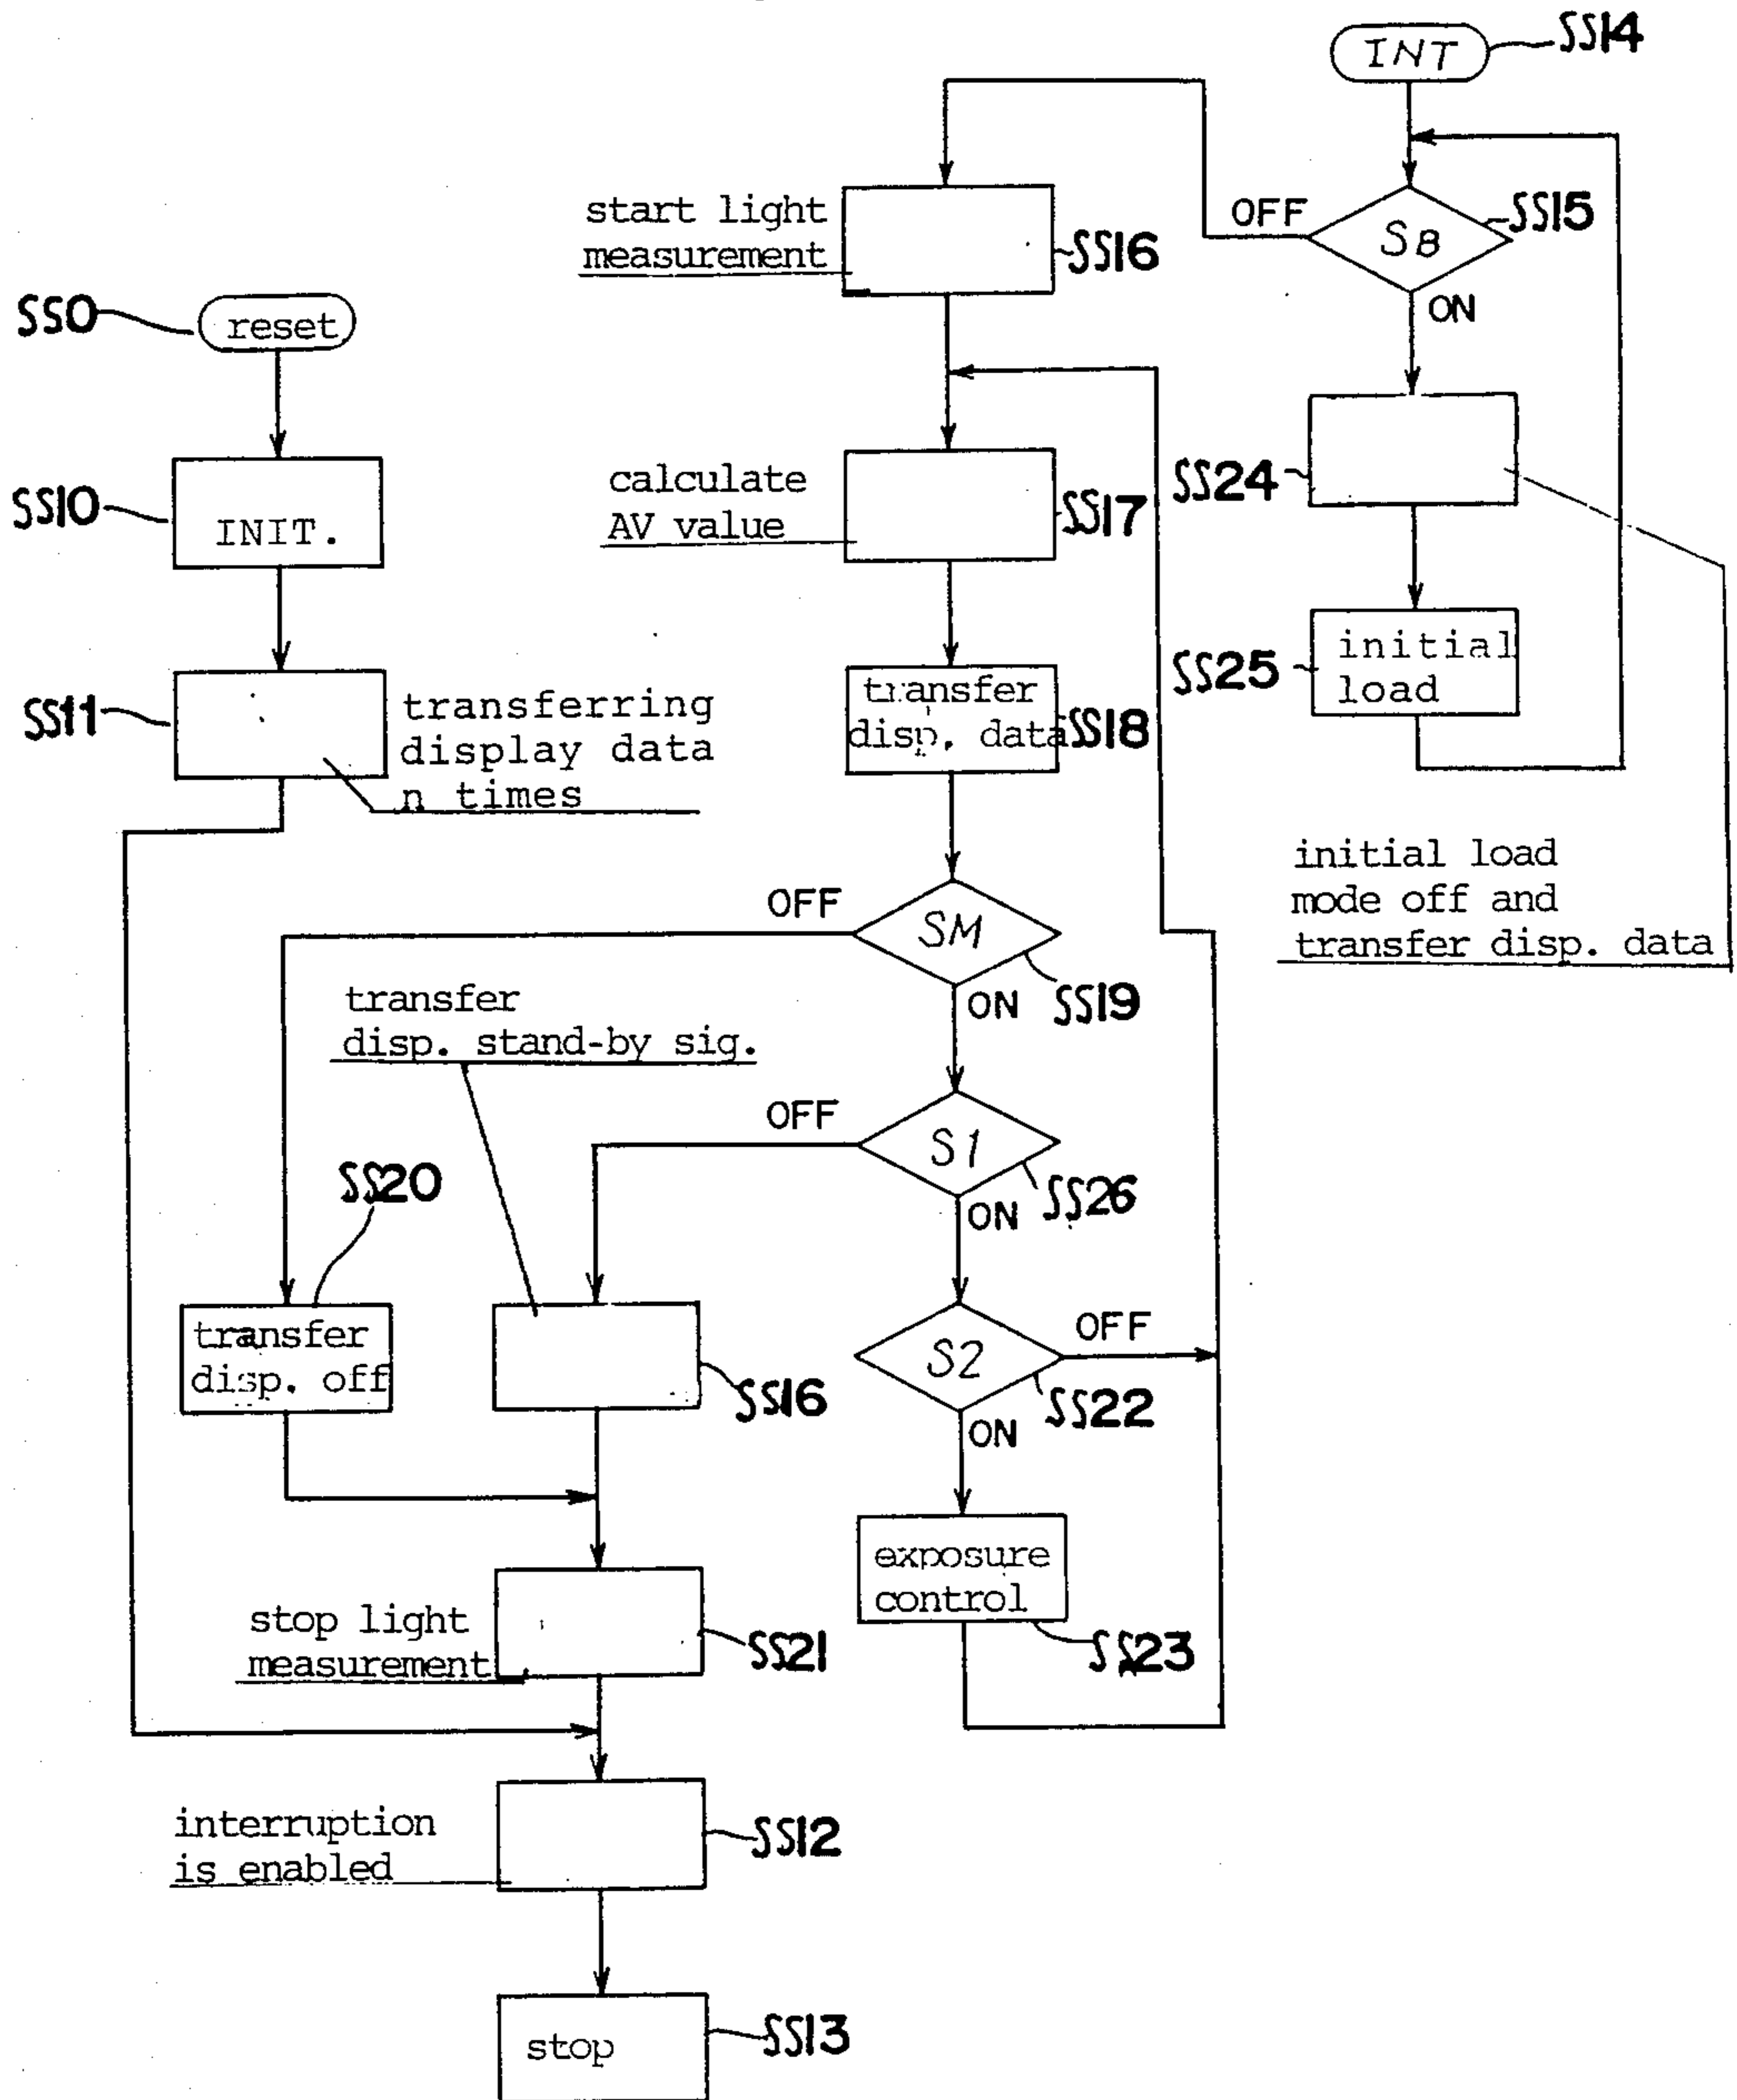 INT
SS14
start light
measurement
SS16
OFF
SB
SS15
ON
SS0
reset
SS10
INIT.
calculate
AV value
SS17
SS24
SS11
transferring
display data
n times
transfer
disp. data
SS18
SS25
initial
load
initial load
mode off and
transfer disp. data
OFF
SM
ON
SS19
transfer
disp. stand-by sig.
OFF
S1
ON
SS26
SS20
transfer
disp. off
SS16
S2
OFF
SS22
ON
exposure
control
SS23
stop light
measurement
SS21
interruption
is enabled
SS12
stop
SS13